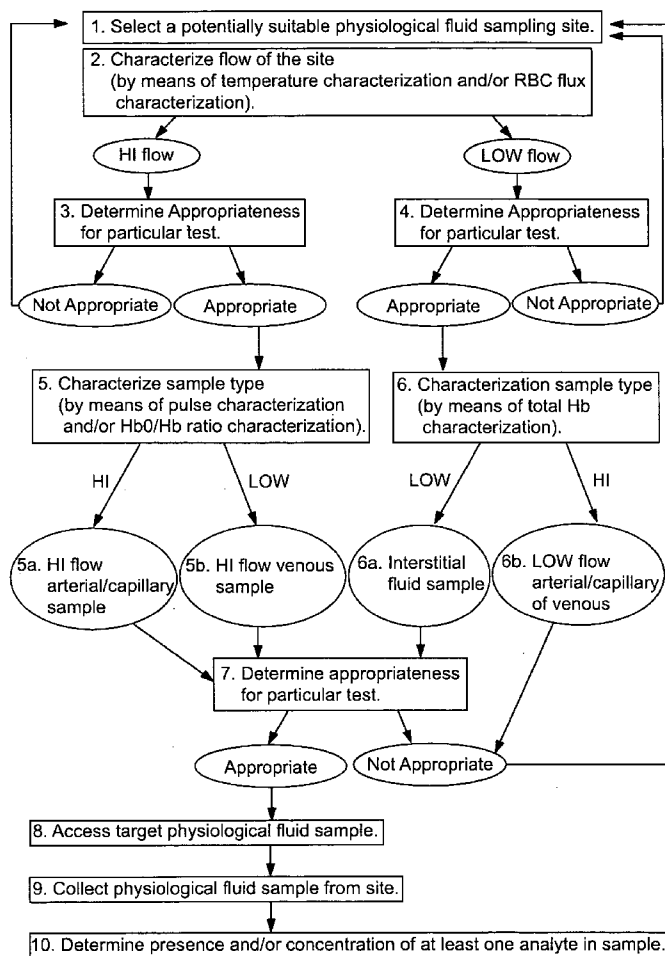 1. Select a potentially suitable physiological fluid sampling site.
2. Characterize flow of the site
(by means of temperature characterization and/or RBC flux
characterization).
HI flow
LOW flow
3. Determine Appropriateness
for particular test.
4. Determine Appropriateness
for particular test.
Not Appropriate
Appropriate
Appropriate
Not Appropriate
5. Characterize sample type
(by means of pulse characterization
and/or Hb0/Hb ratio characterization).
6. Characterization sample type
(by means of total Hb
characterization).
HI
LOW
LOW
HI
5a. HI flow
arterial/capillary
sample
5b. HI flow venous
sample
6a. Interstitial
fluid sample
6b. LOW flow
arterial/capillary
of venous
7. Determine appropriateness
for particular test.
Appropriate
Not Appropriate
8. Access target physiological fluid sample.
9. Collect physiological fluid sample from site.
10. Determine presence and/or concentration of at least one analyte in sample.